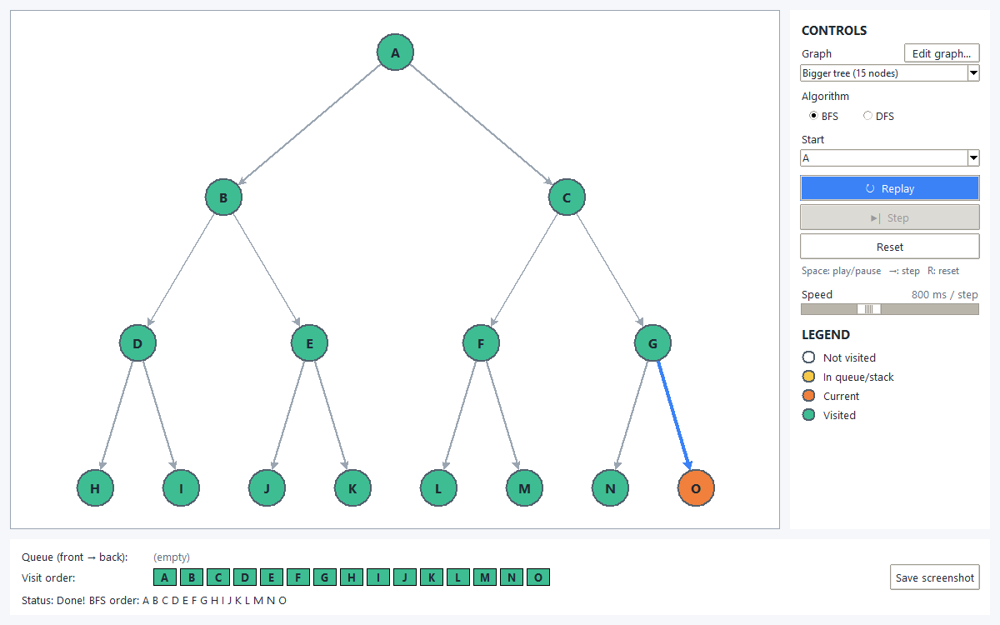 A
B
C
D
E
F
G
H
I
J
K
L
M
N
O
CONTROLS
Graph
Edit graph...
Bigger tree (15 nodes)
Algorithm
BFS
DFS
Start
A
Replay
Step
Reset
Space: play/pause →: step R: reset
Speed 800 ms / step
LEGEND
Not visited
In queue/stack
Current
Visited
Queue (front → back): (empty)
Visit order: A B C D E F G H I J K L M N O
Status: Done! BFS order: A B C D E F G H I J K L M N O
Save screenshot